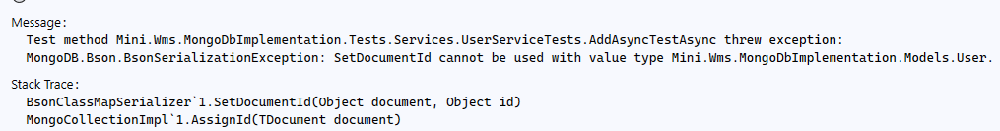 Message:
Test method Mini.Wms.MongoDbImplementation.Tests.Services.UserServiceTests.AddAsyncTestAsync threw exception:
MongoDB.Bson.BsonSerializationException: SetDocumentId cannot be used with value type Mini.Wms.MongoDbImplementation.Models.User.
Stack Trace:
BsonClassMapSerializer`1.SetDocumentId(Object document, Object id)
MongoCollectionImpl`1.AssignId(TDocument document)